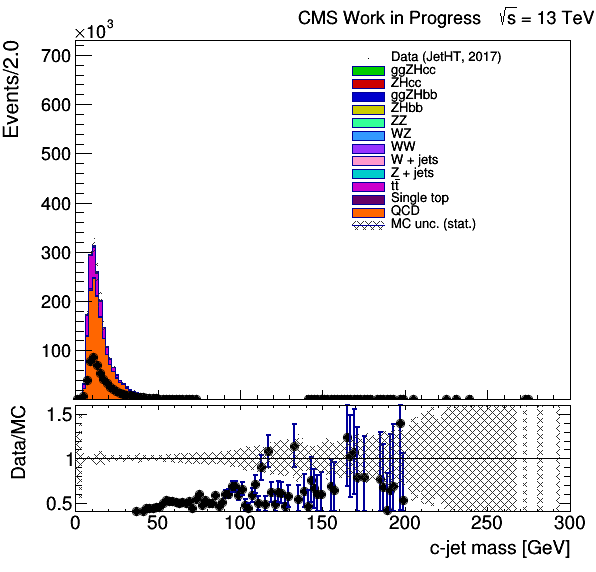 CMS Work in Progress √s = 13 TeV
×10³
Events/2.0
700
600
500
400
300
200
100
Data (JetHT, 2017)
ggZHcc
ZHcc
ggZHbb
ZHbb
ZZ
WZ
WW
W + jets
Z + jets
tt̄
Single top
QCD
MC unc. (stat.)
Data/MC
1.5
1
0.5
0 50 100 150 200 250 300
c-jet mass [GeV]